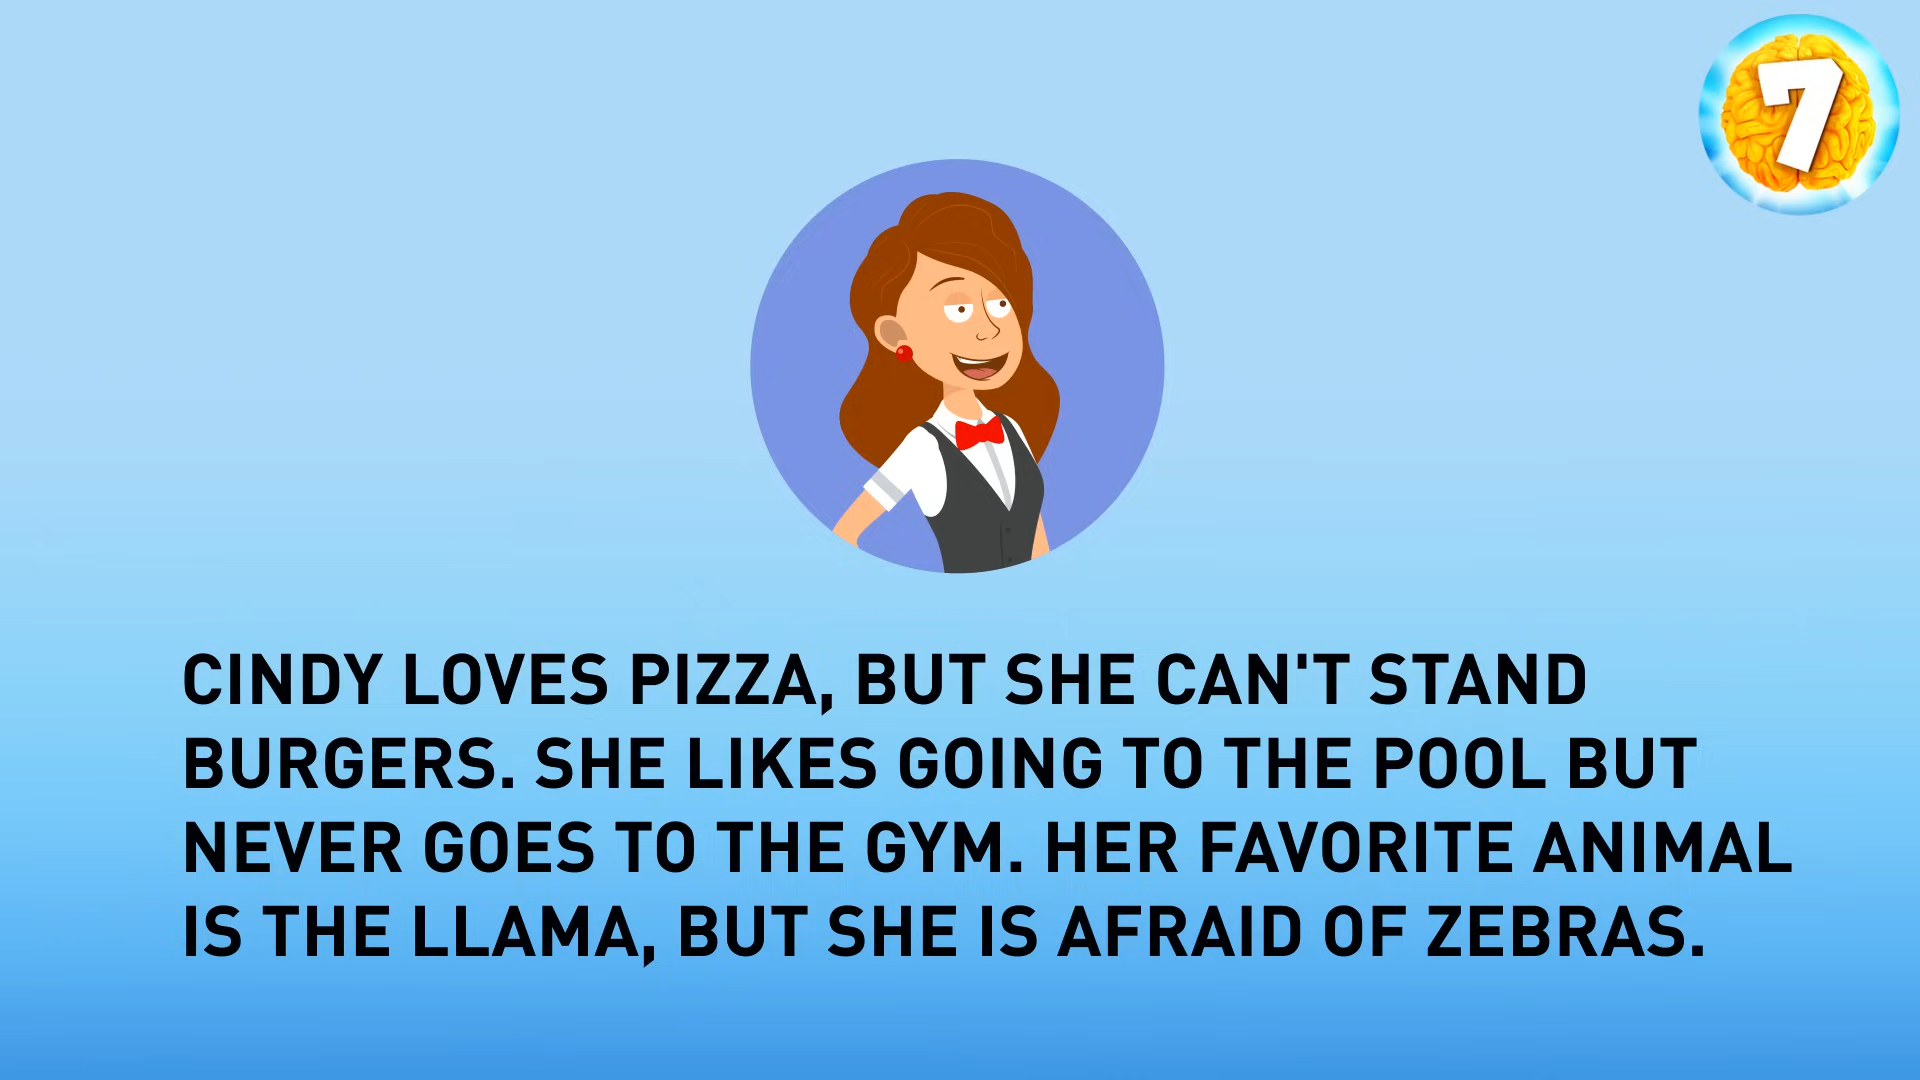 7
CINDY LOVES PIZZA, BUT SHE CAN'T STAND
BURGERS. SHE LIKES GOING TO THE POOL BUT
NEVER GOES TO THE GYM. HER FAVORITE ANIMAL
IS THE LLAMA, BUT SHE IS AFRAID OF ZEBRAS.